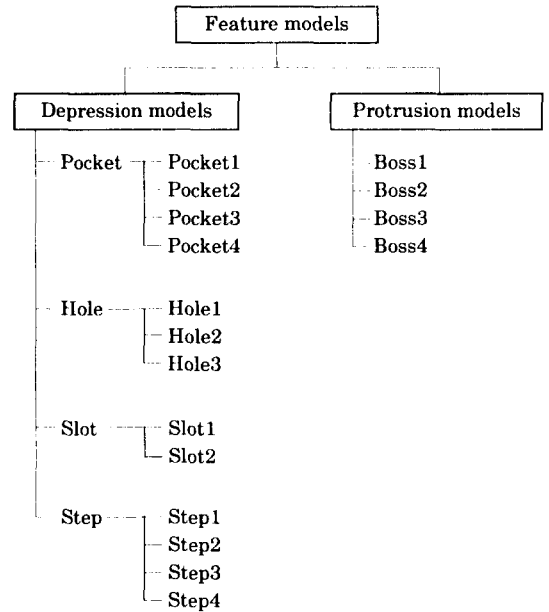 Feature models
Depression models
Protrusion models
Pocket
Pocket1
Pocket2
Pocket3
Pocket4
Hole
Hole1
Hole2
Hole3
Slot
Slot1
Slot2
Step
Step1
Step2
Step3
Step4
Boss1
Boss2
Boss3
Boss4